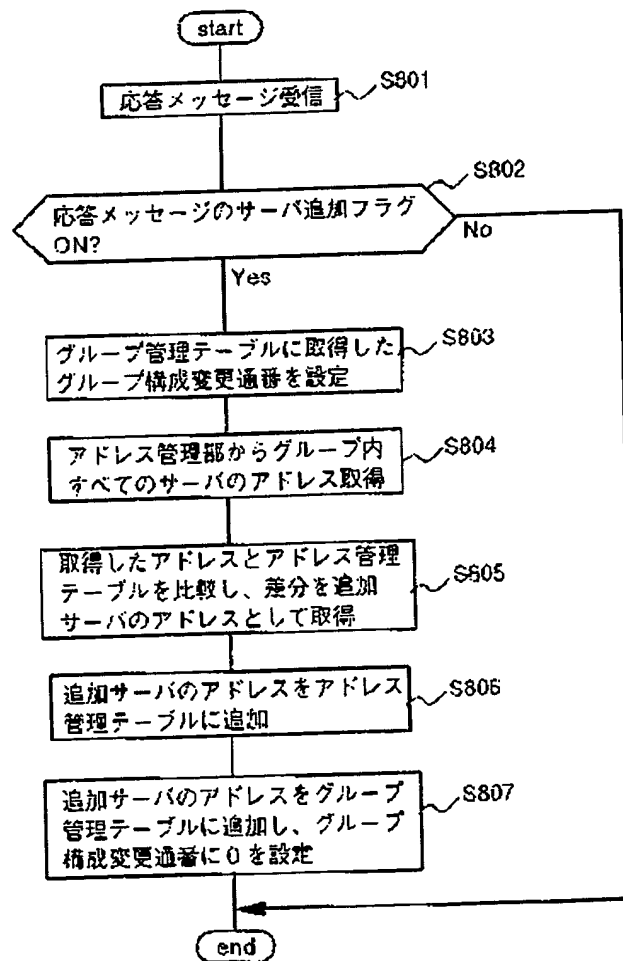 start
応答メッセージ受信
S801
S802
応答メッセージのサーバ追加フラグ
ON?
No
Yes
S803
グループ管理テーブルに取得した
グループ構成変更通番を設定
S804
アドレス管理部からグループ内
すべてのサーバのアドレス取得
S805
取得したアドレスとアドレス管理
テーブルを比較し、差分を追加
サーバのアドレスとして取得
S806
追加サーバのアドレスをアドレス
管理テーブルに追加
S807
追加サーバのアドレスをグループ
管理テーブルに追加し、グループ
構成変更通番に0を設定
end